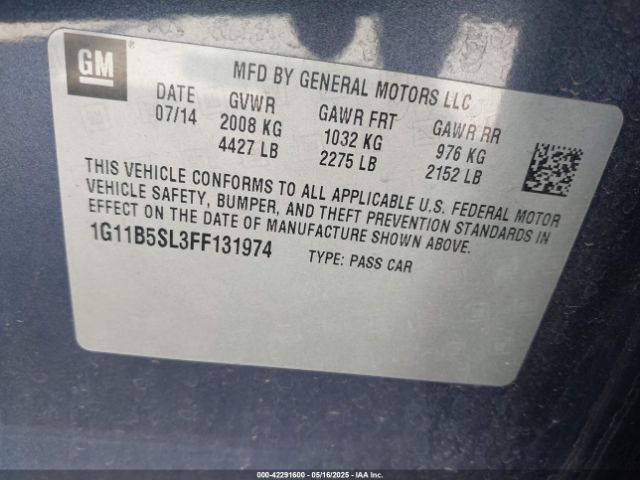 GM
®
MFD BY GENERAL MOTORS LLC
DATE GVWR GAWR FRT GAWR RR
07/14 2008 KG 1032 KG 976 KG
4427 LB 2275 LB 2152 LB
THIS VEHICLE CONFORMS TO ALL APPLICABLE U.S. FEDERAL MOTOR
VEHICLE SAFETY, BUMPER, AND THEFT PREVENTION STANDARDS IN
EFFECT ON THE DATE OF MANUFACTURE SHOWN ABOVE.
1G11B5SL3FF131974 TYPE: PASS CAR
000-42291600 - 05/16/2025 - IAA Inc.